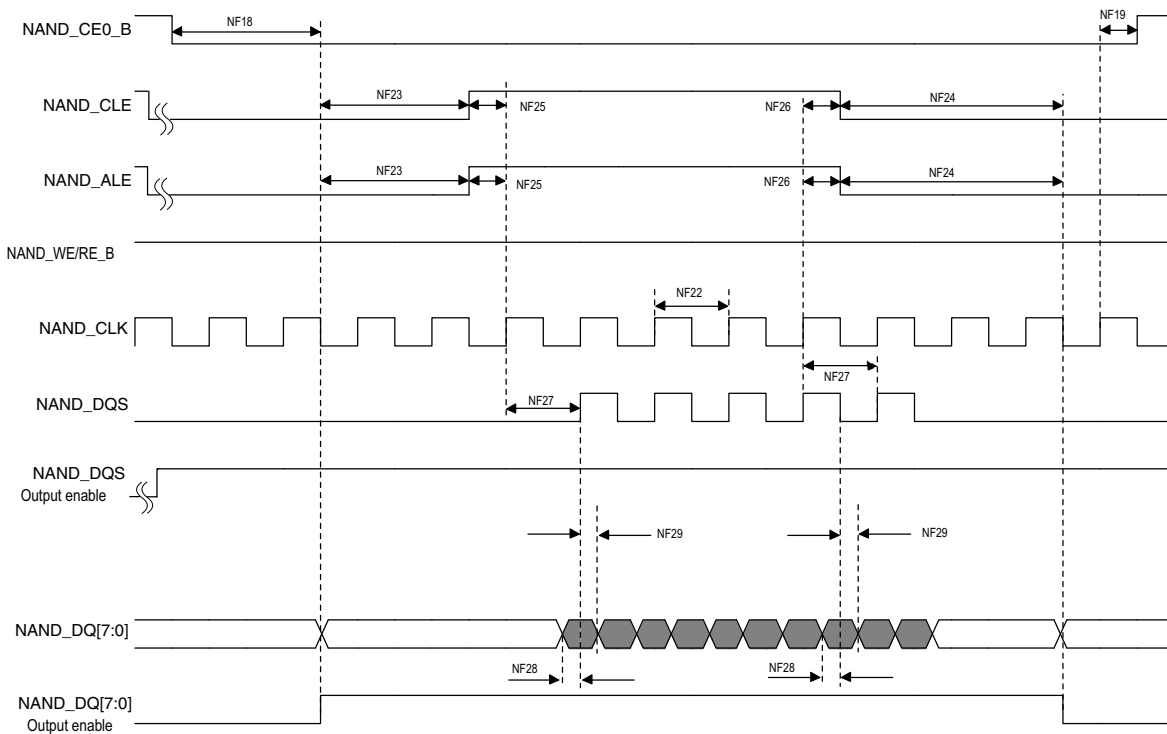 NAND_CE0_B
NF18
NF19
NAND_CLE
NF23
NF25
NF26
NF24
NAND_ALE
NF23
NF25
NF26
NF24
NAND_WE/RE_B
NAND_CLK
NF22
NAND_DQS
NF27
NF27
NAND_DQS
Output enable
NF29
NF29
NAND_DQ[7:0]
NF28
NF28
NAND_DQ[7:0]
Output enable